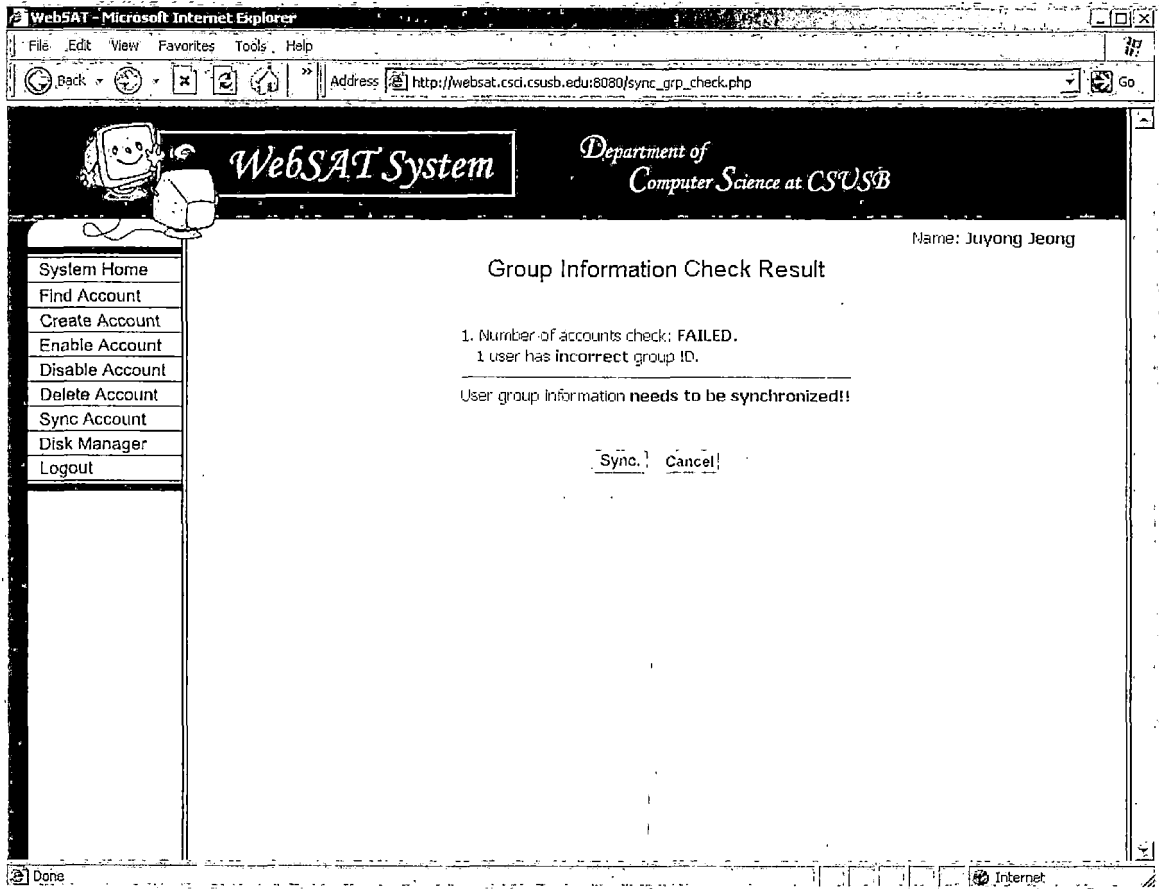 WebSAT - Microsoft Internet Explorer
File Edit View Favorites Tools Help
Back » Address http://websat.csci.csusb.edu:8080/sync_grp_check.php Go
WebSAT System
Department of
Computer Science at CSUSB
Name: Juyong Jeong
System Home
Find Account
Create Account
Enable Account
Disable Account
Delete Account
Sync Account
Disk Manager
Logout
Group Information Check Result
1. Number of accounts check: FAILED.
1 user has incorrect group ID.
User group information needs to be synchronized!!
Sync. Cancel
Done Internet